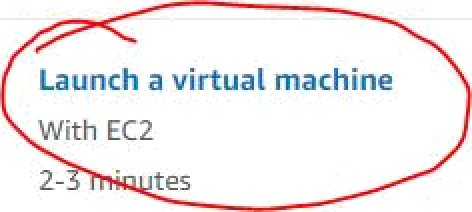 Launch a virtual machine
With EC2
2-3 minutes